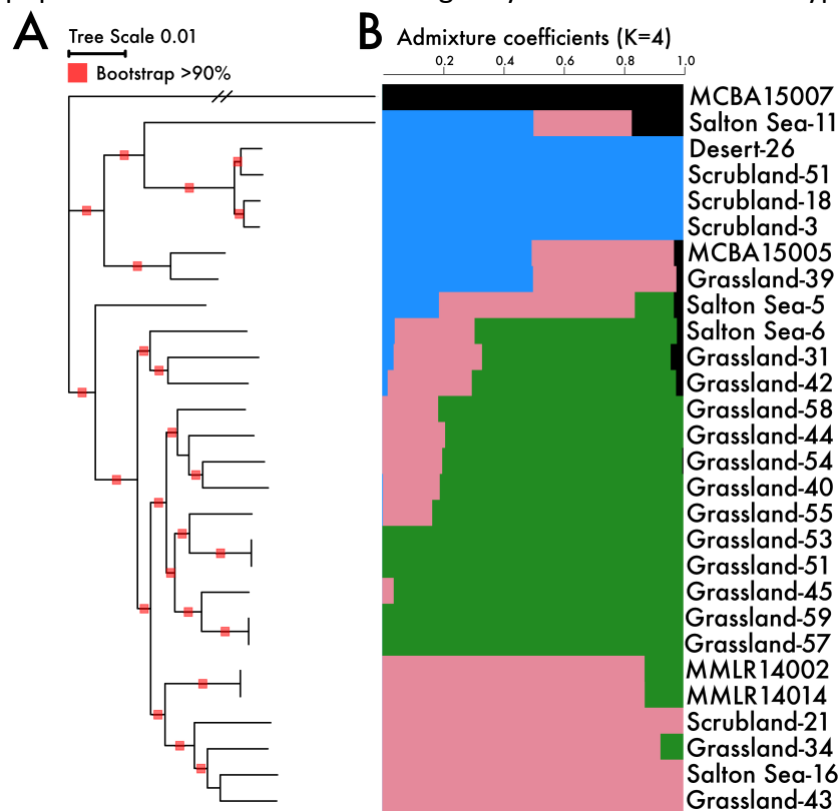 A
Tree Scale 0.01
Bootstrap >90%
B
Admixture coefficients (K=4)
0.2 0.4 0.6 0.8 1.0
MCBA15007
Salton Sea-11
Desert-26
Scrubland-51
Scrubland-18
Scrubland-3
MCBA15005
Grassland-39
Salton Sea-5
Salton Sea-6
Grassland-31
Grassland-42
Grassland-58
Grassland-44
Grassland-54
Grassland-40
Grassland-55
Grassland-53
Grassland-51
Grassland-45
Grassland-59
Grassland-57
MMLR14002
MMLR14014
Scrubland-21
Grassland-34
Salton Sea-16
Grassland-43